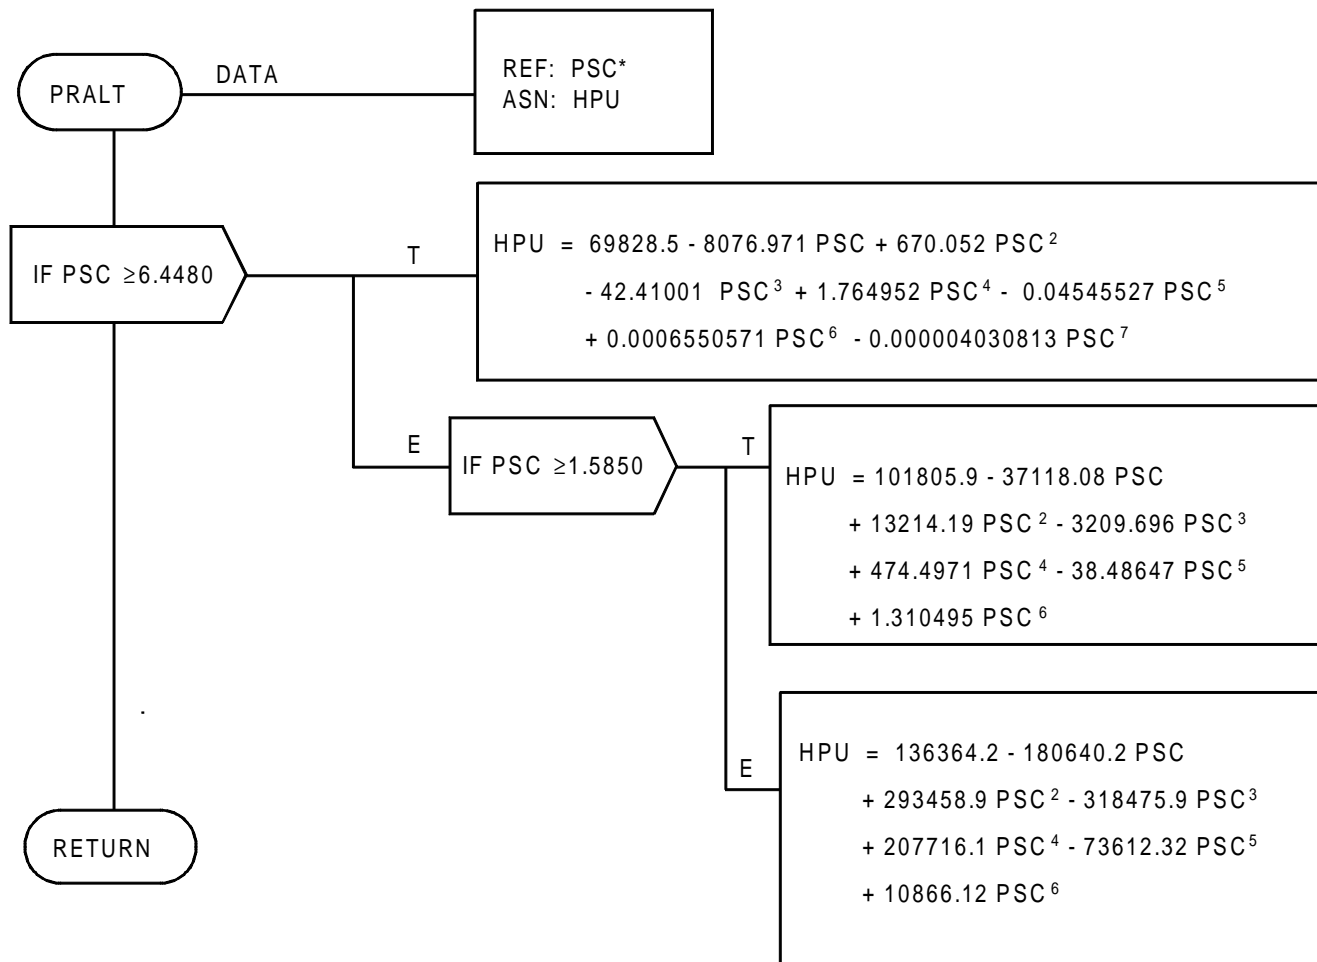 PRALT
DATA
REF: PSC*
ASN: HPU
IF PSC ≥6.4480
T
HPU = 69828.5 - 8076.971 PSC + 670.052 PSC²
- 42.41001 PSC³ + 1.764952 PSC⁴ - 0.04545527 PSC⁵
+ 0.0006550571 PSC⁶ - 0.000004030813 PSC⁷
E
IF PSC ≥1.5850
T
HPU = 101805.9 - 37118.08 PSC
+ 13214.19 PSC² - 3209.696 PSC³
+ 474.4971 PSC⁴ - 38.48647 PSC⁵
+ 1.310495 PSC⁶
E
HPU = 136364.2 - 180640.2 PSC
+ 293458.9 PSC² - 318475.9 PSC³
+ 207716.1 PSC⁴ - 73612.32 PSC⁵
+ 10866.12 PSC⁶
RETURN